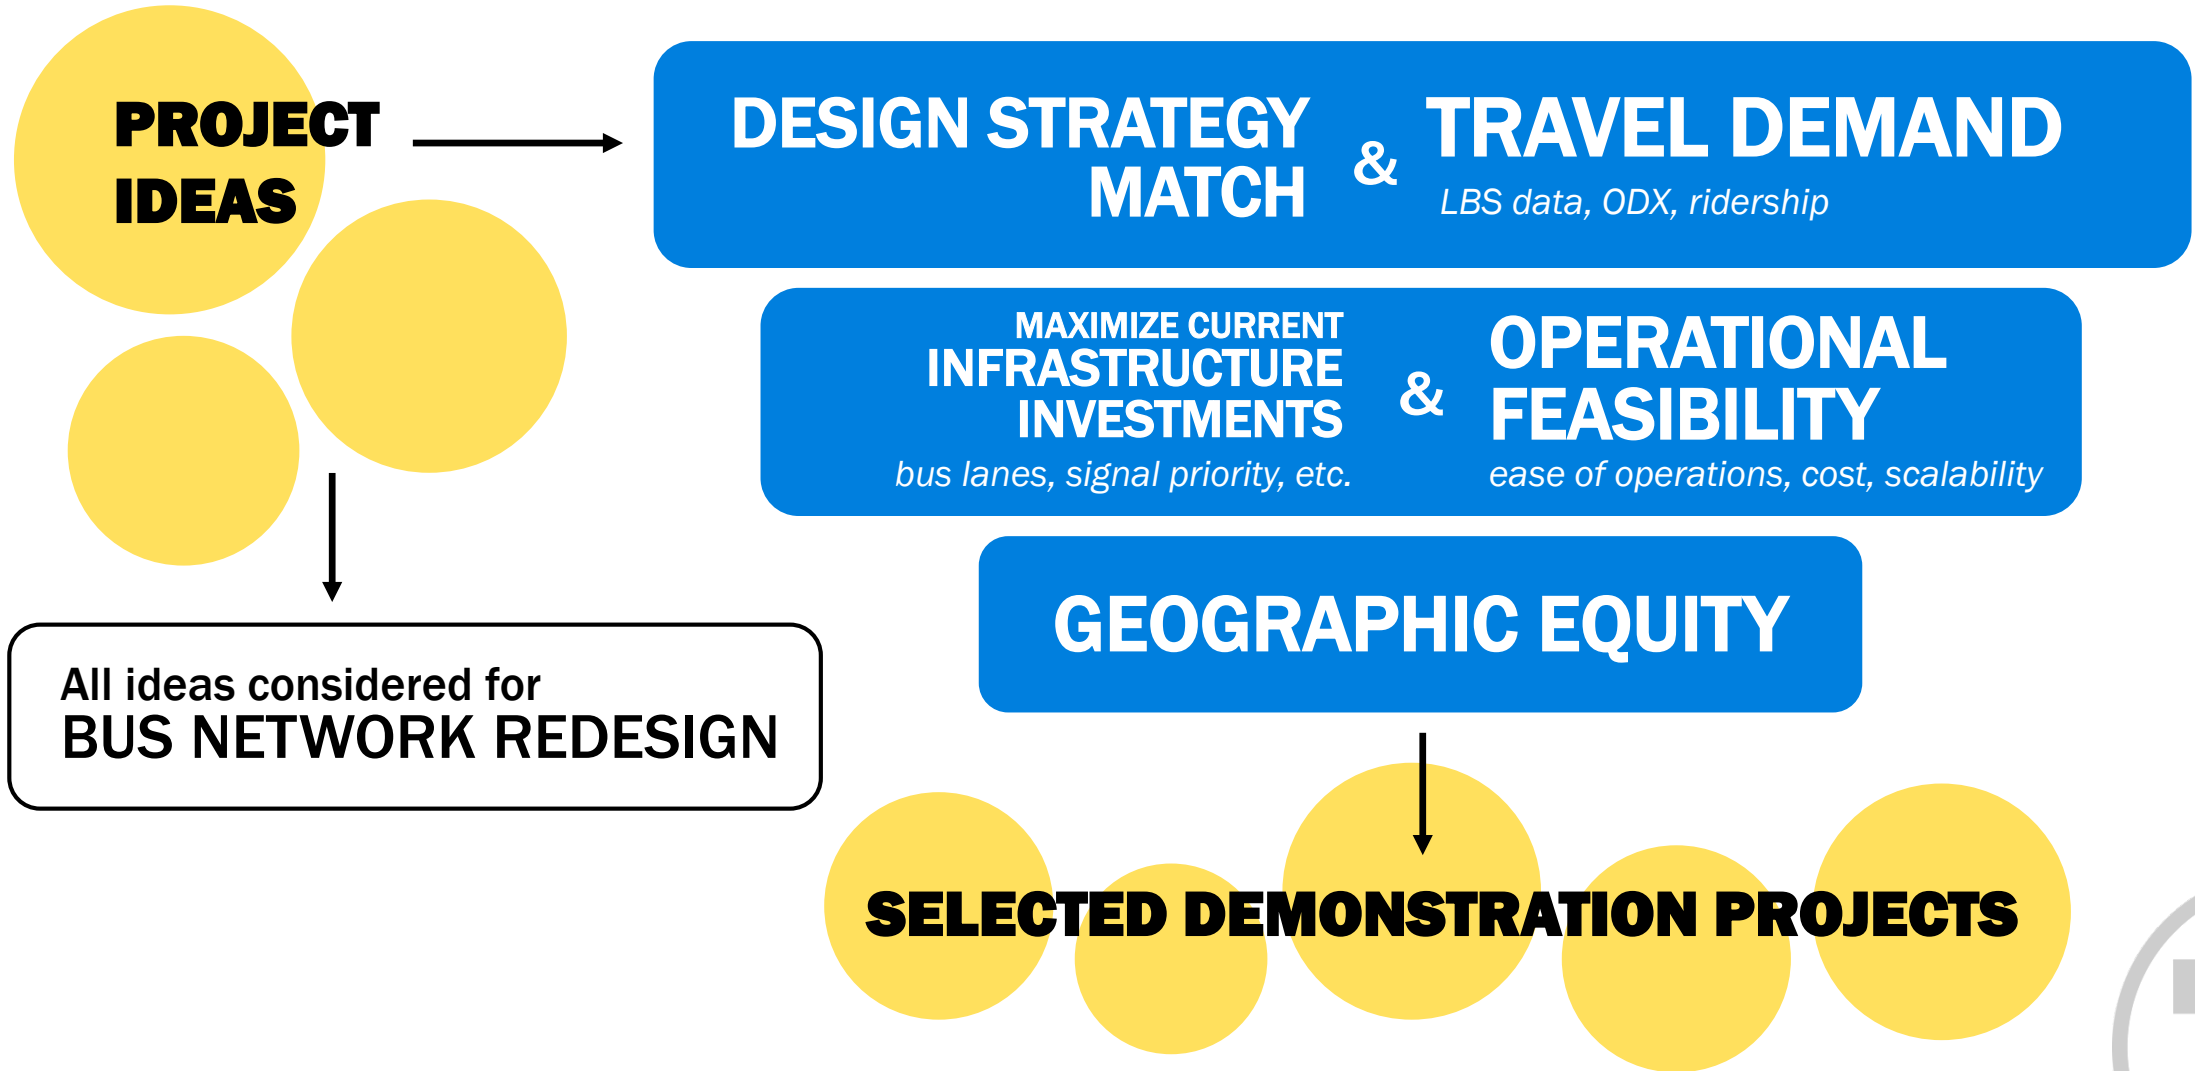 PROJECT
IDEAS
DESIGN STRATEGY
MATCH
&
TRAVEL DEMAND
LBS data, ODX, ridership
MAXIMIZE CURRENT
INFRASTRUCTURE
INVESTMENTS
bus lanes, signal priority, etc.
&
OPERATIONAL
FEASIBILITY
ease of operations, cost, scalability
GEOGRAPHIC EQUITY
All ideas considered for
BUS NETWORK REDESIGN
SELECTED DEMONSTRATION PROJECTS